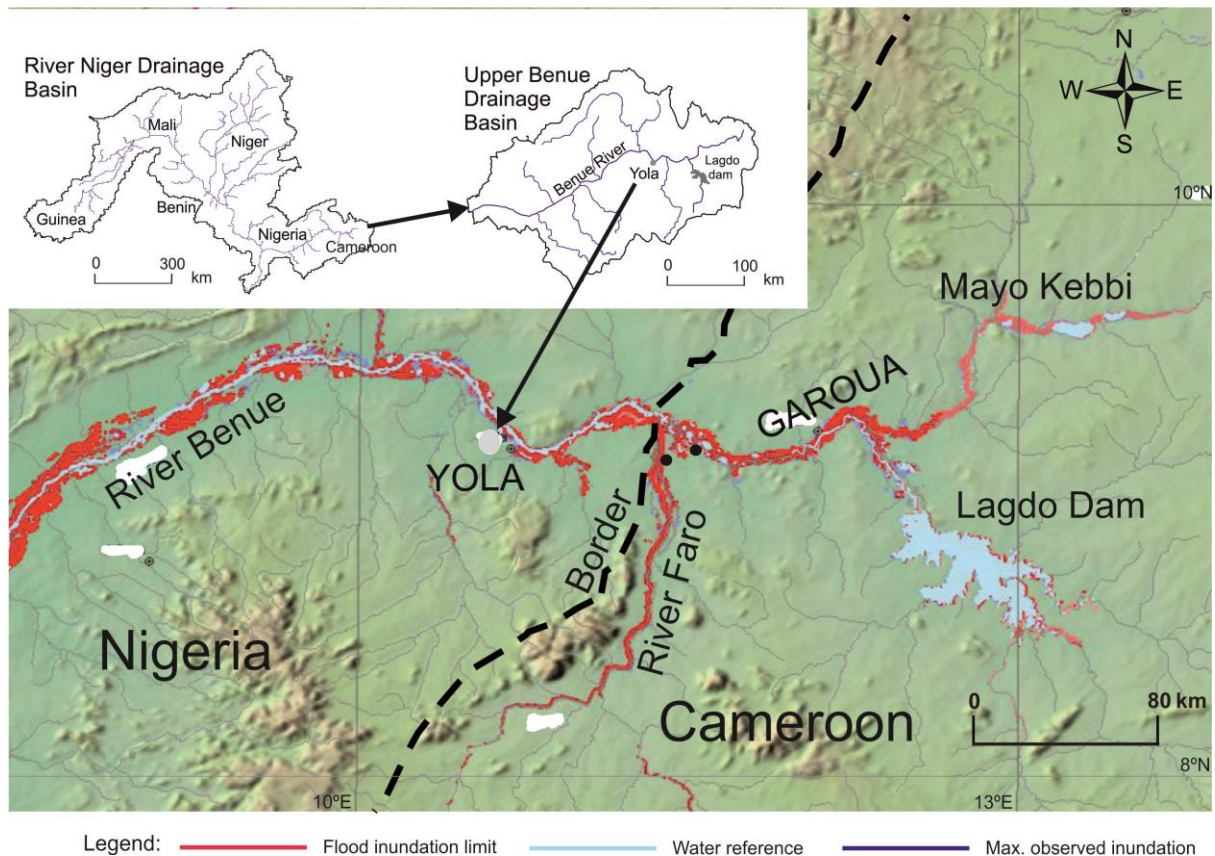 River Niger Drainage
Basin
Mali
Niger
Guinea
Benin
Nigeria
Cameroon
0 300
km
Upper Benue
Drainage
Basin
Benue River
Yola
Lagdo
dam
0 100
km
N
W E
S
10ºN
Mayo Kebbi
GAROUA
River Benue
YOLA
Lagdo Dam
Border
River Faro
Nigeria
Cameroon
0 80 km
8ºN
10ºE
13ºE
Legend: Flood inundation limit Water reference Max. observed inundation